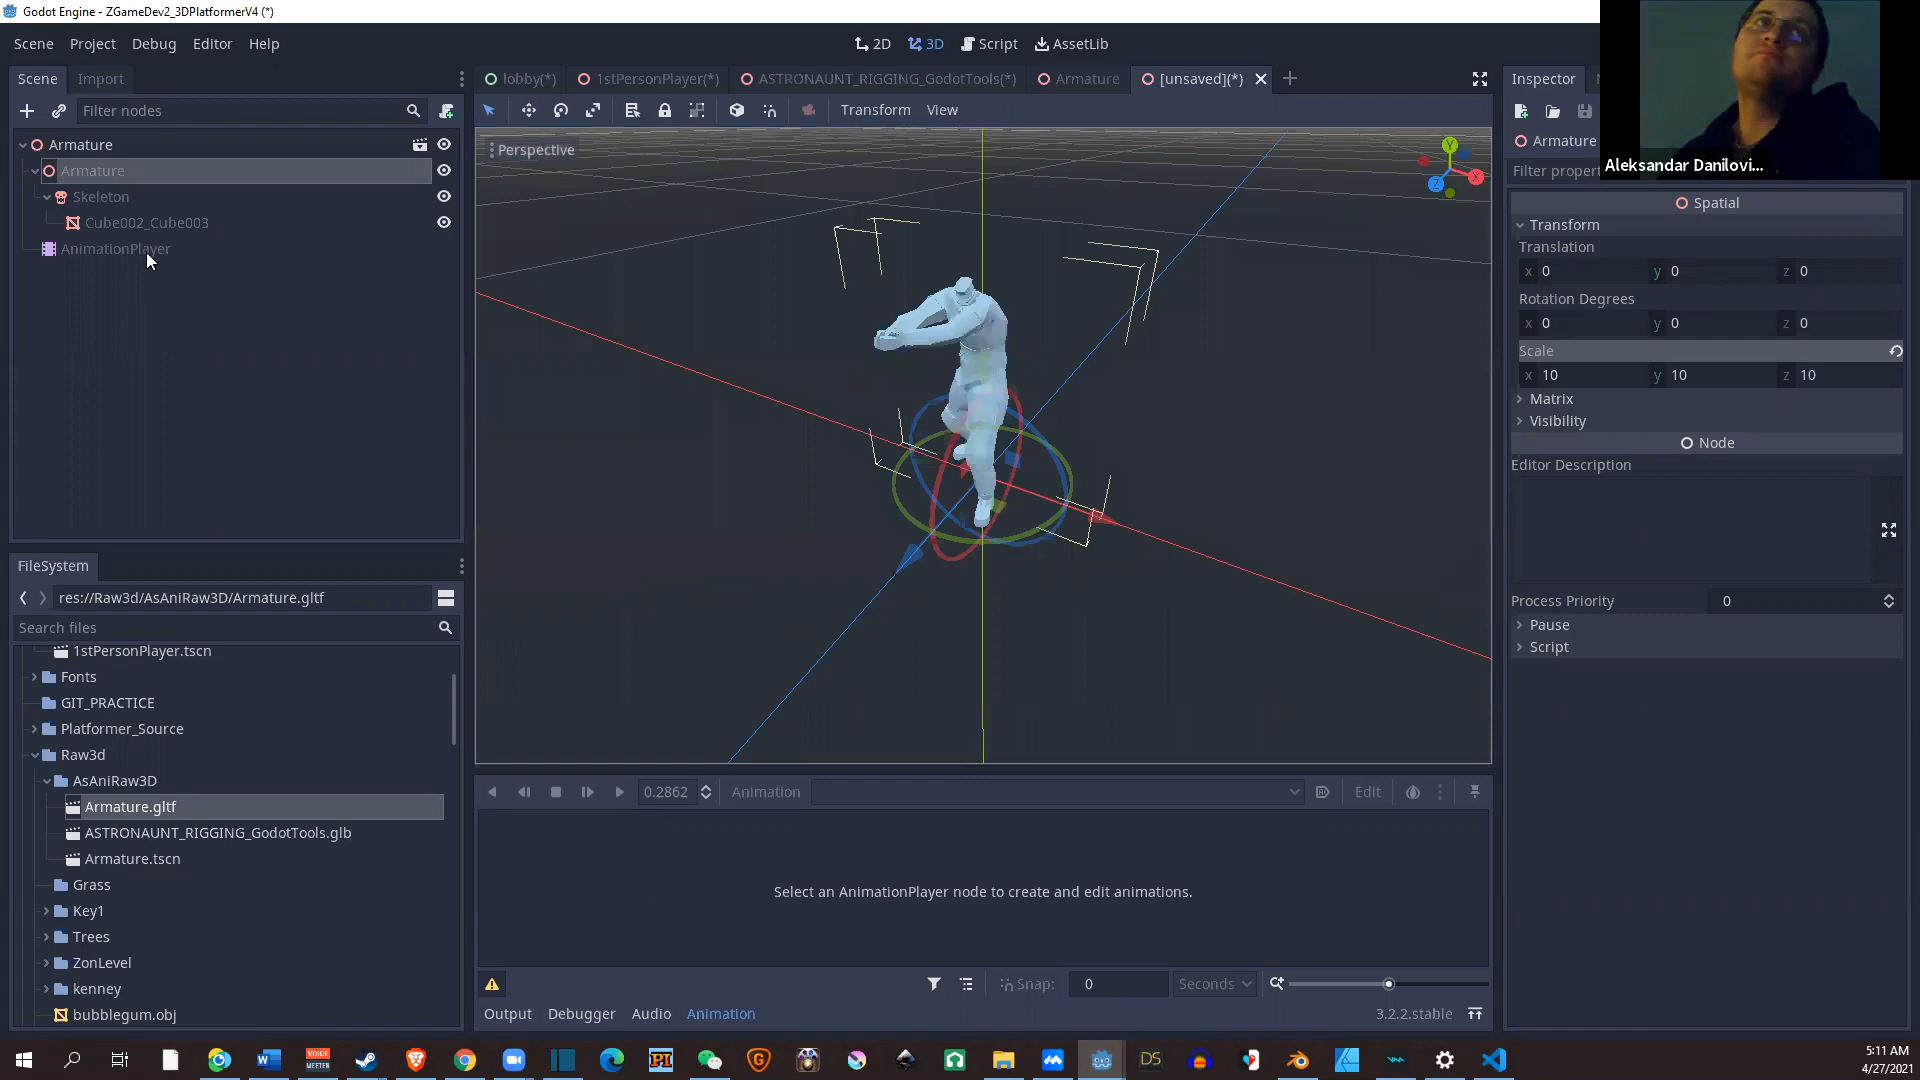 Godot Engine - ZGameDev2_3DPlatformerV4 (*)
Scene Project Debug Editor Help
2D 3D Script AssetLib
Scene Import
lobby(*) 1stPersonPlayer(*) ASTRONAUNT_RIGGING_GodotTools(*) Armature [unsaved](*)
Inspector
Filter nodes
Transform View
Armature
Armature
Skeleton
Cube002_Cube003
AnimationPlayer
Perspective
Y
X
Z
Aleksandar Danilovi...
Armature
Filter proper
Spatial
Transform
Translation
x 0 y 0 z 0
Rotation Degrees
x 0 y 0 z 0
Scale
x 10 y 10 z 10
Matrix
Visibility
Node
Editor Description
Process Priority 0
Pause
Script
FileSystem
res://Raw3d/AsAniRaw3D/Armature.gltf
Search files
1stPersonPlayer.tscn
Fonts
GIT_PRACTICE
Platformer_Source
Raw3d
AsAniRaw3D
Armature.gltf
ASTRONAUNT_RIGGING_GodotTools.glb
Armature.tscn
Grass
Key1
Trees
ZonLevel
kenney
bubblegum.obj
0.2862 Animation Edit
Select an AnimationPlayer node to create and edit animations.
Snap: 0 Seconds
Output Debugger Audio Animation 3.2.2.stable
VOICE
MEETER
DS
5:11 AM
4/27/2021